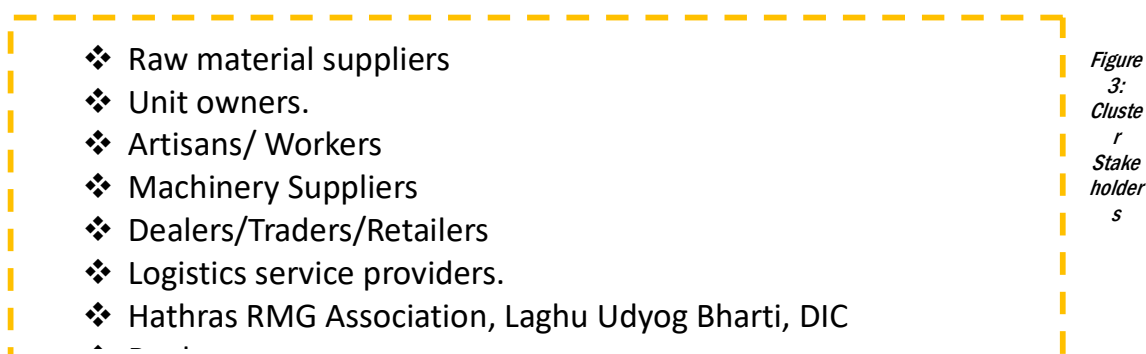 ❖ Raw material suppliers
❖ Unit owners.
❖ Artisans/ Workers
❖ Machinery Suppliers
❖ Dealers/Traders/Retailers
❖ Logistics service providers.
❖ Hathras RMG Association, Laghu Udyog Bharti, DIC
Figure
3:
Cluste
r
Stake
holder
s